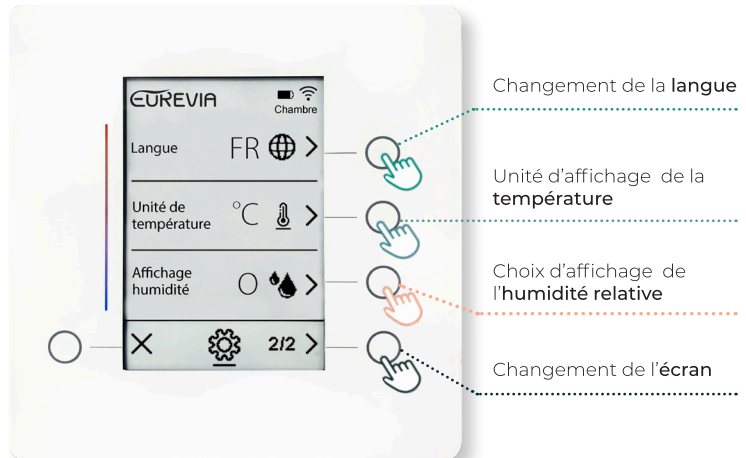 EUREVIA
Chambre
Langue FR
Unité de
température °C
Affichage
humidité O
2/2
Changement de la langue
Unité d'affichage de la
température
Choix d'affichage de
l'humidité relative
Changement de l'écran